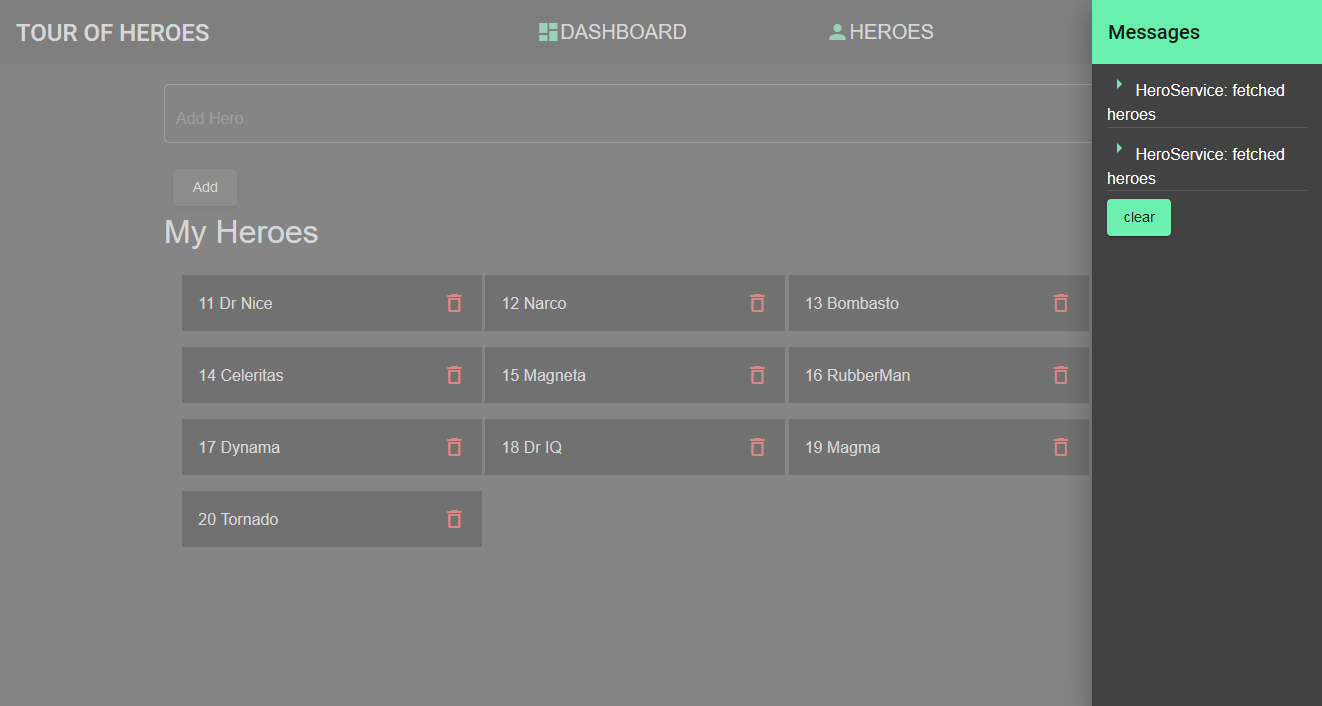 TOUR OF HEROES
DASHBOARD
HEROES
Messages
HeroService: fetched
heroes
HeroService: fetched
heroes
clear
Add Hero
Add
My Heroes
11 Dr Nice
12 Narco
13 Bombasto
14 Celeritas
15 Magneta
16 RubberMan
17 Dynama
18 Dr IQ
19 Magma
20 Tornado